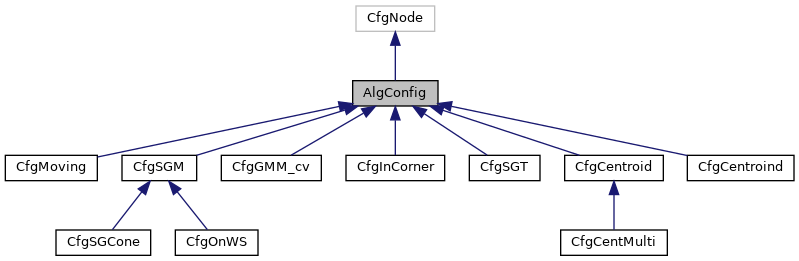 CfgNode
AlgConfig
CfgMoving
CfgSGM
CfgGMM_cv
CfgInCorner
CfgSGT
CfgCentroid
CfgCentroind
CfgSGCone
CfgOnWS
CfgCentMulti